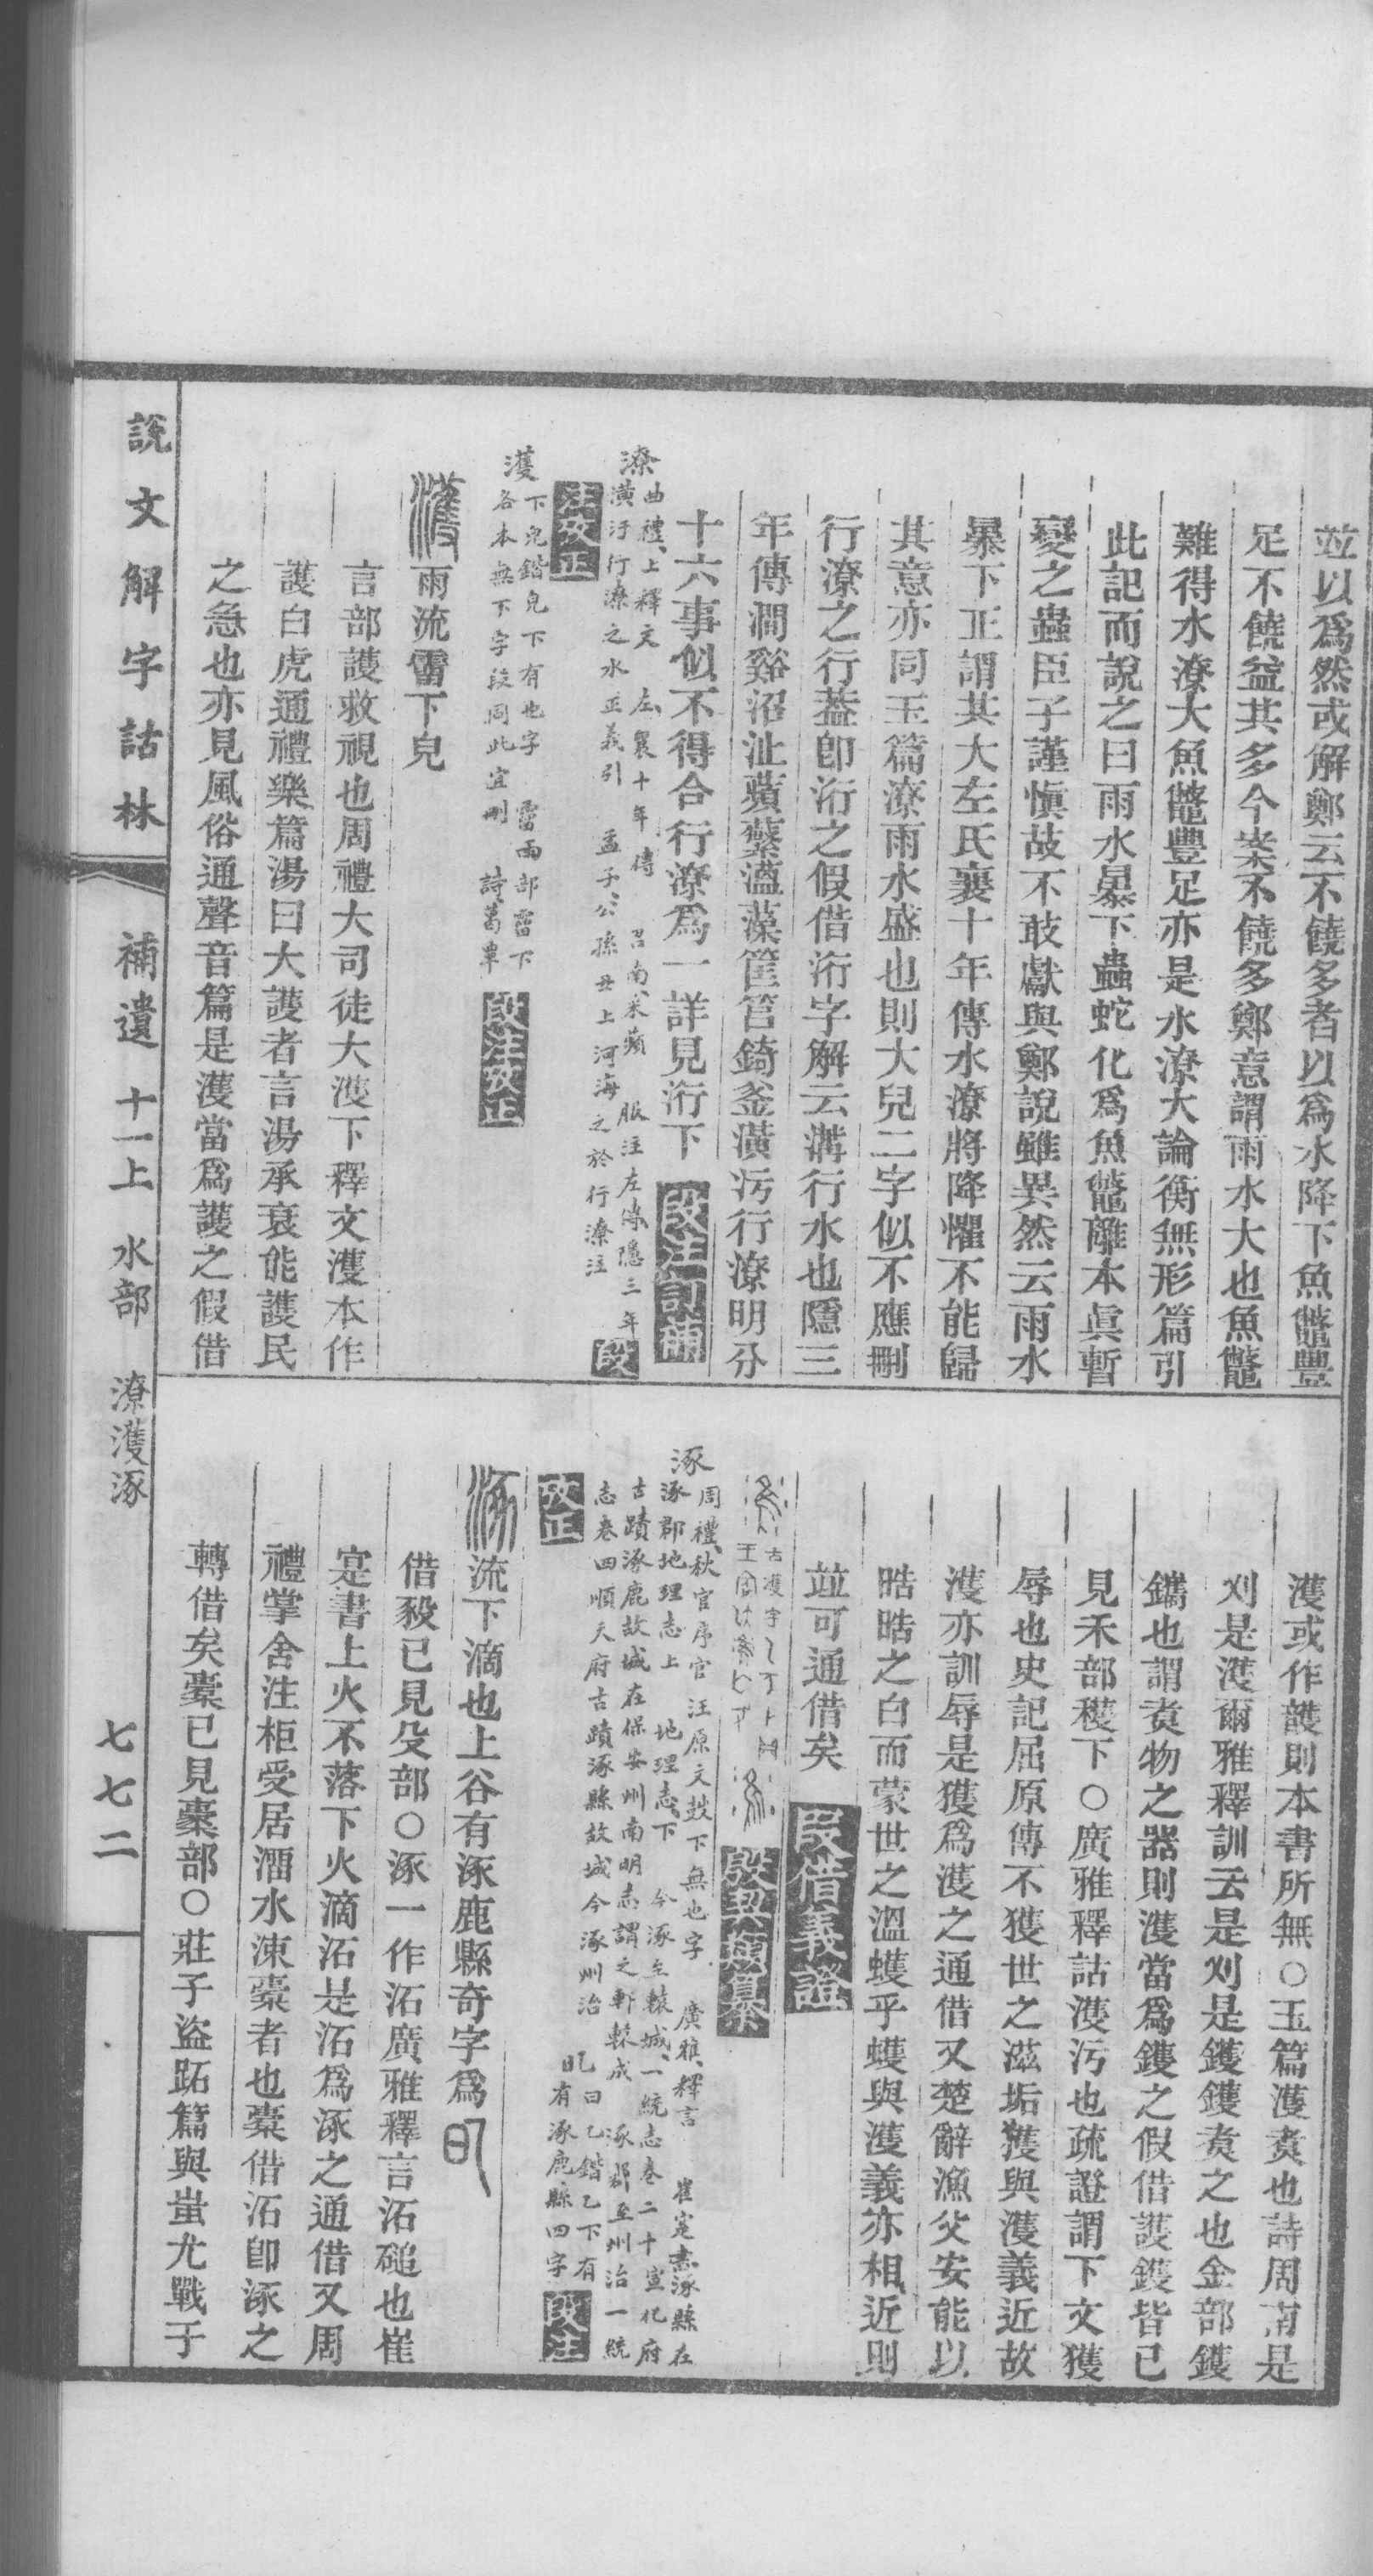 竝以爲然或解鄭云不饒多者以爲水降下魚鼈豐
足不饒益其多今案不饒多鄭意謂雨水大也魚鼈
難得水潦大魚鼈豐足亦是水潦大論衡無形篇引
此記而說之曰雨水暴下蟲蛇化爲魚鼈離本眞暫
變之蟲臣子謹愼故不敢獻與鄭說雖異然云雨水
暴下正謂其大左氏襄十年傳水潦將降懼不能歸
其意亦同玉篇潦雨水盛也則大皃二字似不應刪
行潦之行葢卽洐之假借洐字解云溝行水也隱三
年傳澗谿沼沚蘋蘩薀藻筐筥錡釜潢汚行潦明分
十六事似不得合行潦爲一詳見洐下 段注訂補
潦
曲禮上釋文 左襄十年傳 召南采蘋 服注左傳隱三年
潢汙行潦之水正義引 孟子公孫丑上河海之於行潦注 段
注攷正
濩
下皃鍇皃下有也字 霤雨部霤下
各本無下字段同此宜刪 詩葛覃 段注攷正
濩 雨流霤下皃
言部護救視也周禮大司徒大濩下釋文濩本作
護白虎通禮樂篇湯曰大護者言湯承衰能護民
之急也亦見風俗通聲音篇是濩當爲護之假借
濩或作頀則本書所無○玉篇濩煑也詩周南是
刈是濩爾雅釋訓云是刈是鑊鑊煑之也金部鑊
鑴也謂煑物之器則濩當爲鑊之假借護鑊皆已
見禾部穫下○廣雅釋詁濩污也疏證謂下文獲
辱也史記屈原傳不獲世之滋垢獲與濩義近故
濩亦訓辱是獲爲濩之通借又楚辭漁父安能以
晧晧之白而蒙世之溫蠖乎蠖與濩義亦相近則
竝可通借矣 段借義證
古濩字
殷契類纂
涿
周禮秋官序官 注原文鼓下無也字 廣雅釋言 崔寔志涿縣在
涿郡地理志上 地理志下 今涿至轅城一統志卷二十宣化府
古蹟涿鹿故城在保安州南明志謂之軒轅成 涿郡至州治一統
志卷四順天府古蹟涿縣故城今涿州治 𣅀曰乙鍇乙下有
有涿鹿縣四字 段注
攷正
涿 流下滴也上谷有涿鹿縣奇字爲𣅀
借豛已見殳部○涿一作沰廣雅釋言沰磓也崔
寔書上火不落下火滴沰是沰爲涿之通借又周
禮掌舍注柜受居溜水涑橐者也橐借沰卽涿之
轉借矣橐已見橐部○莊子盜跖篇與蚩尤戰于
說文解字詁林 補遺 十一上 水部 潦濩涿 七七二